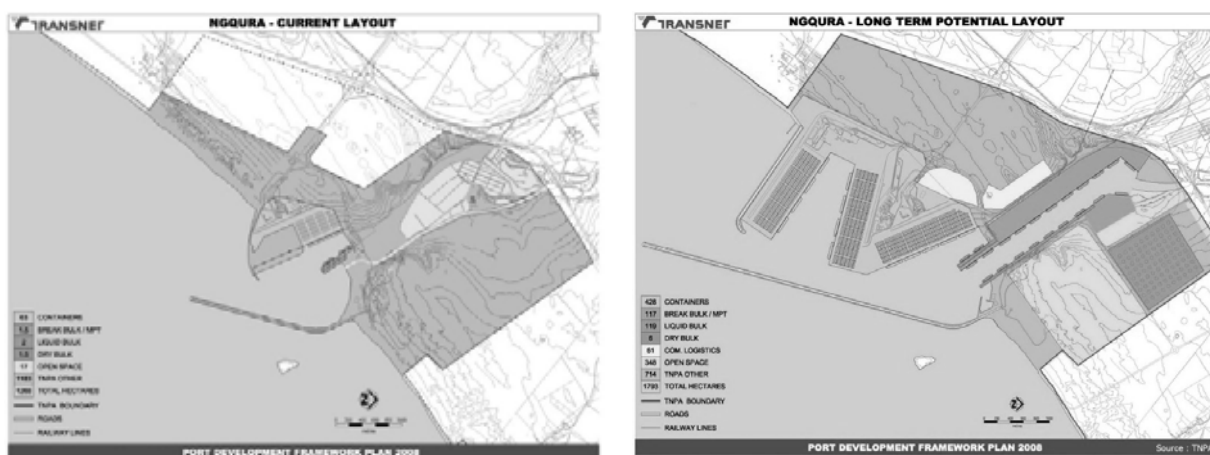 TRANSNET
NGQURA - CURRENT LAYOUT
CONTAINERS
BREAK BULK / MPT
2 LIQUID BULK
DRY BULK
17 OPEN SPACE
TNPA OTHER
TOTAL HECTARES
TNPA BOUNDARY
ROADS
RAILWAY LINES
PORT DEVELOPMENT FRAMEWORK PLAN 2008
TRANSNET
NGQURA - LONG TERM POTENTIAL LAYOUT
428 CONTAINERS
117 BREAK BULK / MPT
LIQUID BULK
DRY BULK
61 COM. LOGISTICS
348 OPEN SPACE
714 TNPA OTHER
1793 TOTAL HECTARES
TNPA BOUNDARY
ROADS
RAILWAY LINES
PORT DEVELOPMENT FRAMEWORK PLAN 2008
Source : TNPA